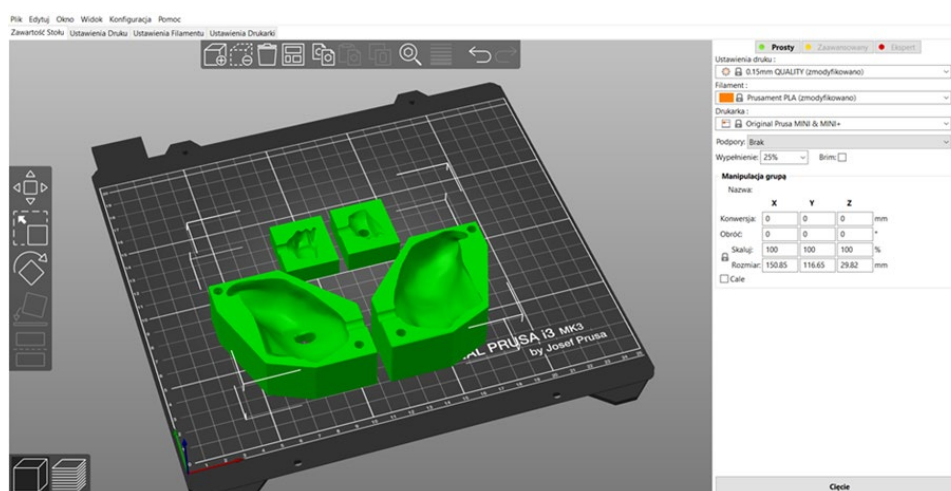 Plik Edytuj Okno Widok Konfiguracja Pomoc
Zawartość Stołu Ustawienia Druku Ustawienia Filamentu Ustawienia Drukarki
Prosty Zaawansowany Ekspert
Ustawienia druku :
0.15mm QUALITY (zmodyfikowano)
Filament :
Prusament PLA (zmodyfikowano)
Drukarka :
Original Prusa MINI & MINI+
Podpory: Brak
Wypełnienie: 25% Brim:
Manipulacja grupą
Nazwa:
X Y Z
Konwersja: 0 0 0 mm
Obróć: 0 0 0 °
Skaluj: 100 100 100 %
Rozmiar: 150.85 116.65 29.82 mm
Cale
PRUSA i3 MK3
by Josef Prusa
Cięcie